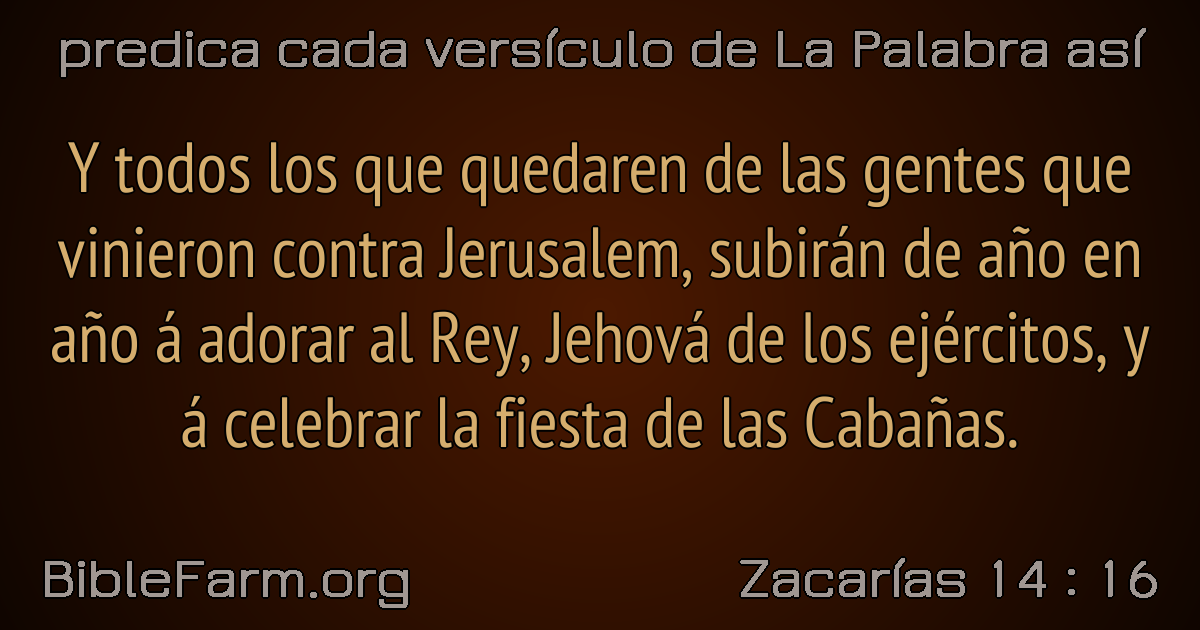 predica cada versículo de La Palabra así
Y todos los que quedaren de las gentes que
vinieron contra Jerusalem, subirán de año en
año á adorar al Rey, Jehová de los ejércitos, y
á celebrar la fiesta de las Cabañas.
BibleFarm.org
Zacarías 14 : 16